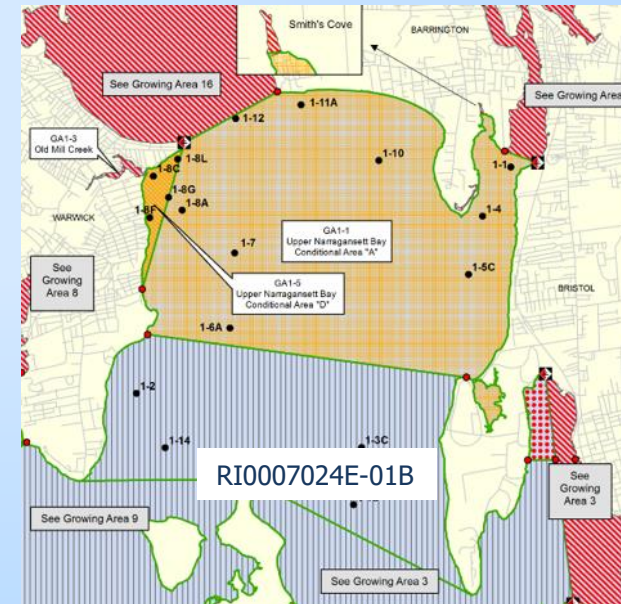 Smith's Cove
BARRINGTON
See Growing Area 16
See Growing Area
1-11A
1-12
GA1-3
Old Mill Creek
1-8L
1-10
1-1
1-8C
1-8G
1-8A
1-4
WARWICK
1-8F
GA1-1
Upper Narragansett Bay
Conditional Area "A"
1-7
See
Growing
Area 8
GA1-5
Upper Narragansett Bay
Conditional Area "D"
1-5C
BRISTOL
1-6A
1-2
1-14
1-3C
RI0007024E-01B
See
Growing
Area 3
See Growing Area 9
See Growing Area 3